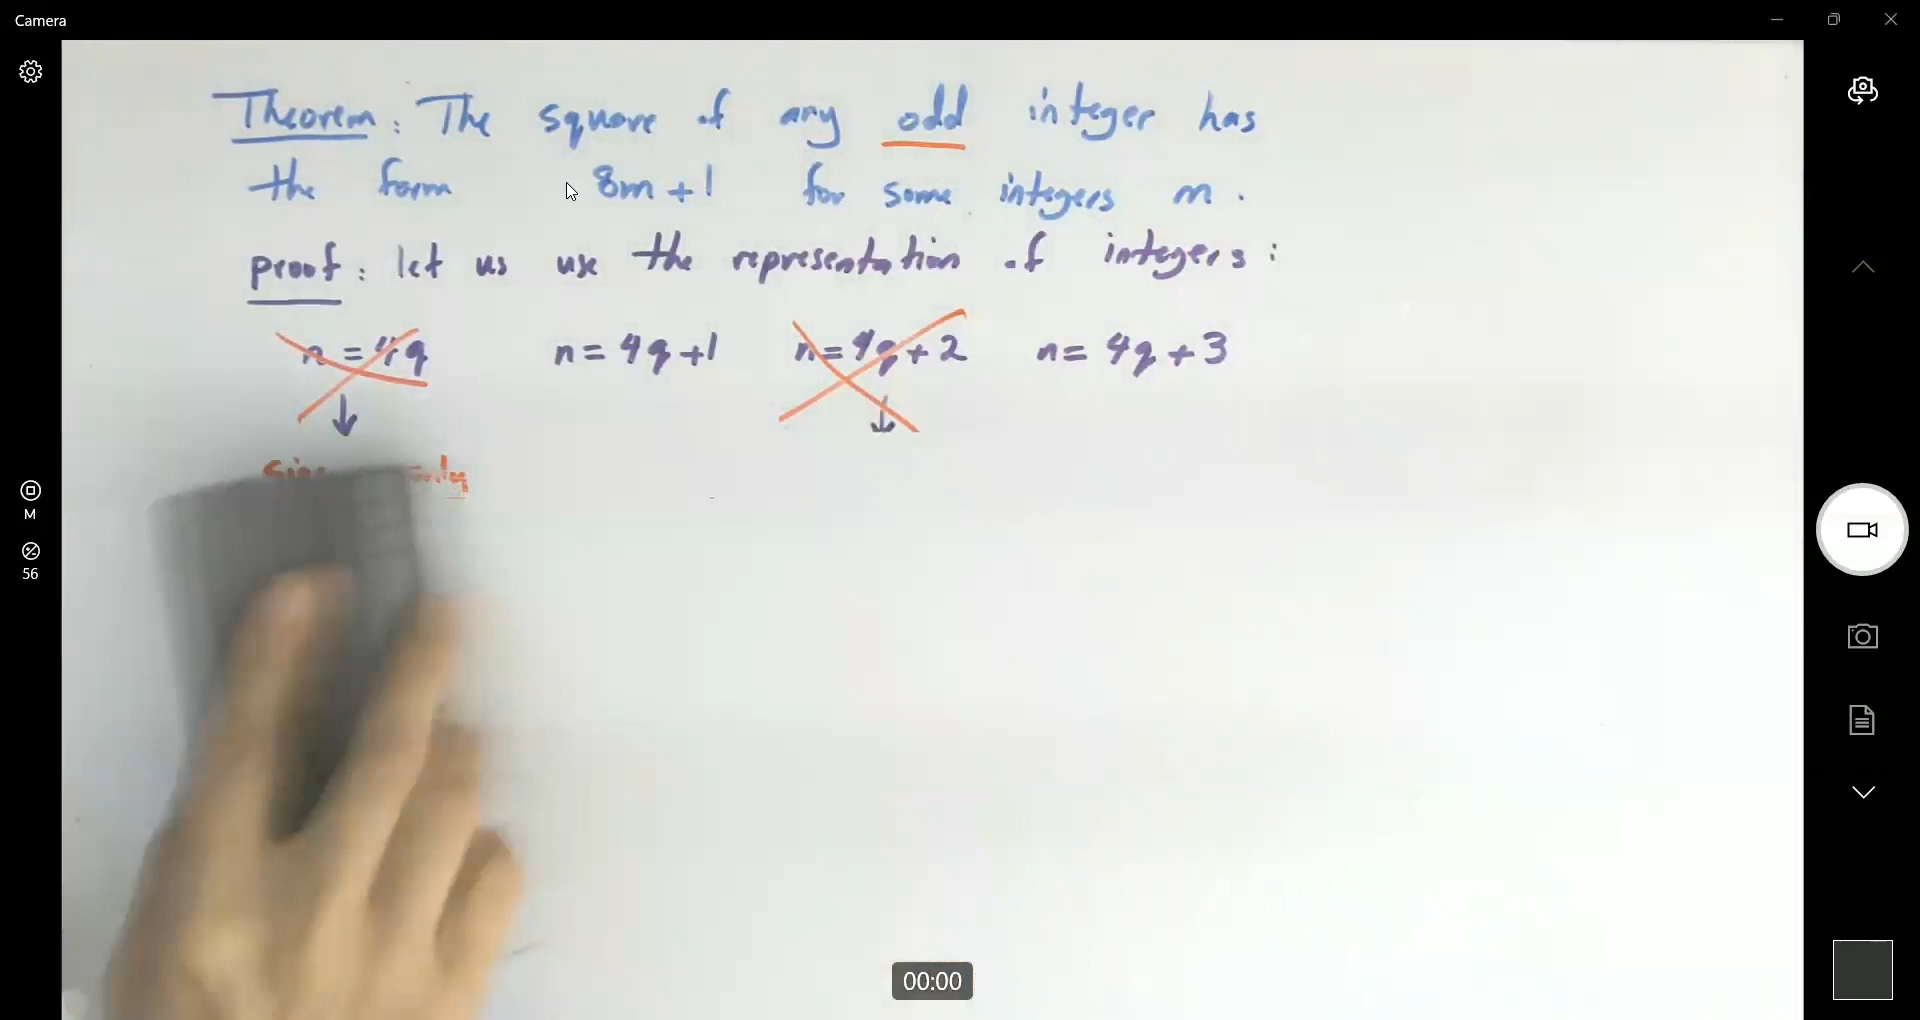 Camera
Theorem: The square of any odd integer has
the form 8m+1 for some integers m.
proof: let us use the representation of integers:
n=4q n=4q+1 n=4q+2 n=4q+3
↓ ↓
M
56
00:00